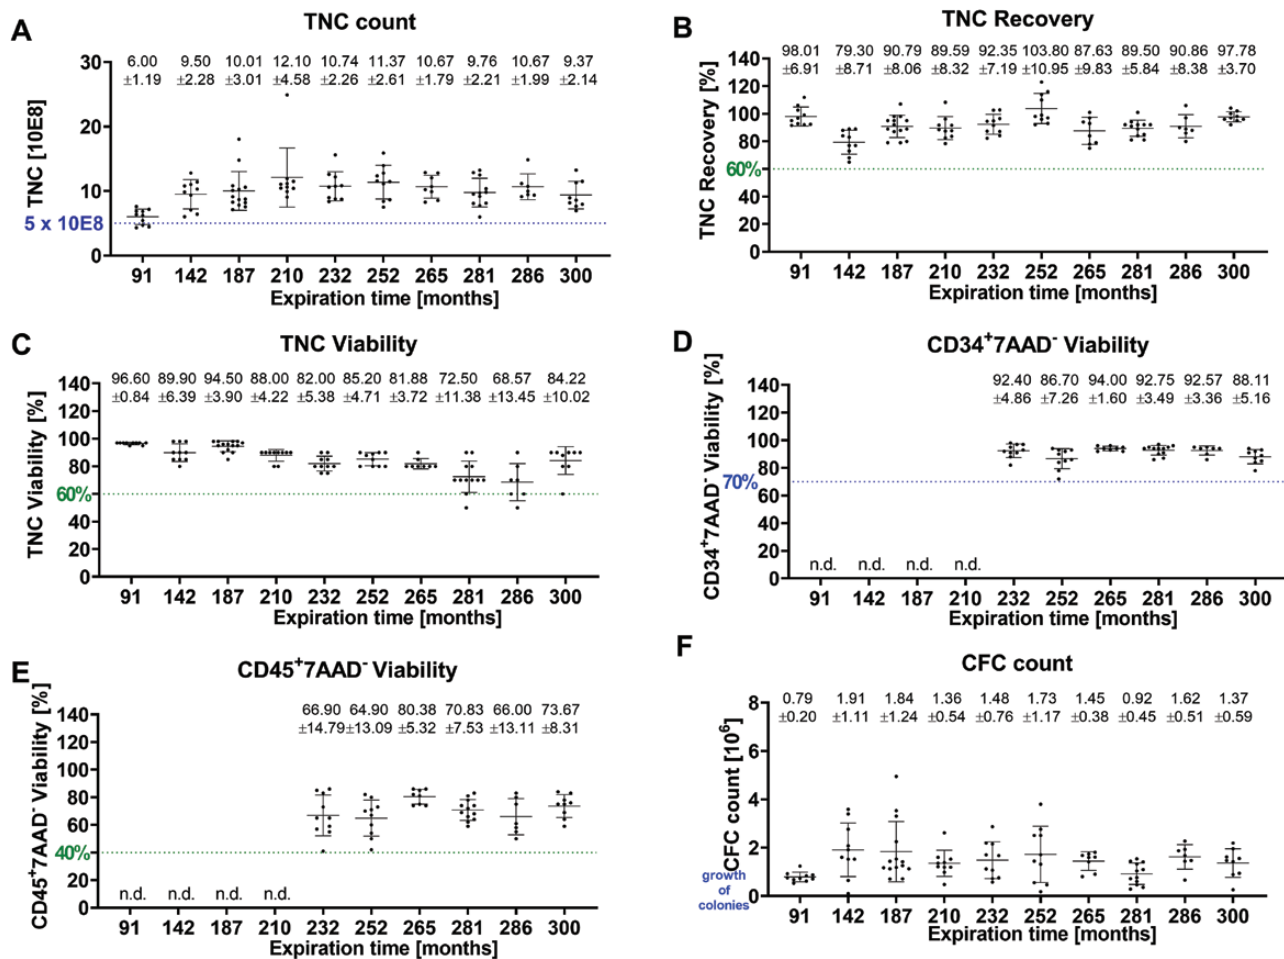 A
TNC count
6.00 9.50 10.01 12.10 10.74 11.37 10.67 9.76 10.67 9.37
±1.19 ±2.28 ±3.01 ±4.58 ±2.26 ±2.61 ±1.79 ±2.21 ±1.99 ±2.14
TNC [10E8]
30
20
10
5 x 10E8
0
91 142 187 210 232 252 265 281 286 300
Expiration time [months]
B
TNC Recovery
98.01 79.30 90.79 89.59 92.35 103.80 87.63 89.50 90.86 97.78
±6.91 ±8.71 ±8.06 ±8.32 ±7.19 ±10.95 ±9.83 ±5.84 ±8.38 ±3.70
TNC Recovery [%]
140
120
100
80
60%
40
20
0
91 142 187 210 232 252 265 281 286 300
Expiration time [months]
C
TNC Viability
96.60 89.90 94.50 88.00 82.00 85.20 81.88 72.50 68.57 84.22
±0.84 ±6.39 ±3.90 ±4.22 ±5.38 ±4.71 ±3.72 ±11.38 ±13.45 ±10.02
TNC Viability [%]
140
120
100
80
60%
40
20
0
91 142 187 210 232 252 265 281 286 300
Expiration time [months]
D
CD34+7AAD- Viability
92.40 86.70 94.00 92.75 92.57 88.11
±4.86 ±7.26 ±1.60 ±3.49 ±3.36 ±5.16
CD34+7AAD- Viability [%]
140
120
100
80
70%
60
40
20
0
n.d. n.d. n.d. n.d.
91 142 187 210 232 252 265 281 286 300
Expiration time [months]
E
CD45+7AAD- Viability
66.90 64.90 80.38 70.83 66.00 73.67
±14.79 ±13.09 ±5.32 ±7.53 ±13.11 ±8.31
CD45+7AAD- Viability [%]
140
120
100
80
60
40%
20
0
n.d. n.d. n.d. n.d.
91 142 187 210 232 252 265 281 286 300
Expiration time [months]
F
CFC count
0.79 1.91 1.84 1.36 1.48 1.73 1.45 0.92 1.62 1.37
±0.20 ±1.11 ±1.24 ±0.54 ±0.76 ±1.17 ±0.38 ±0.45 ±0.51 ±0.59
CFC count [10⁶]
8
6
4
2
growth
of
colonies
0
91 142 187 210 232 252 265 281 286 300
Expiration time [months]